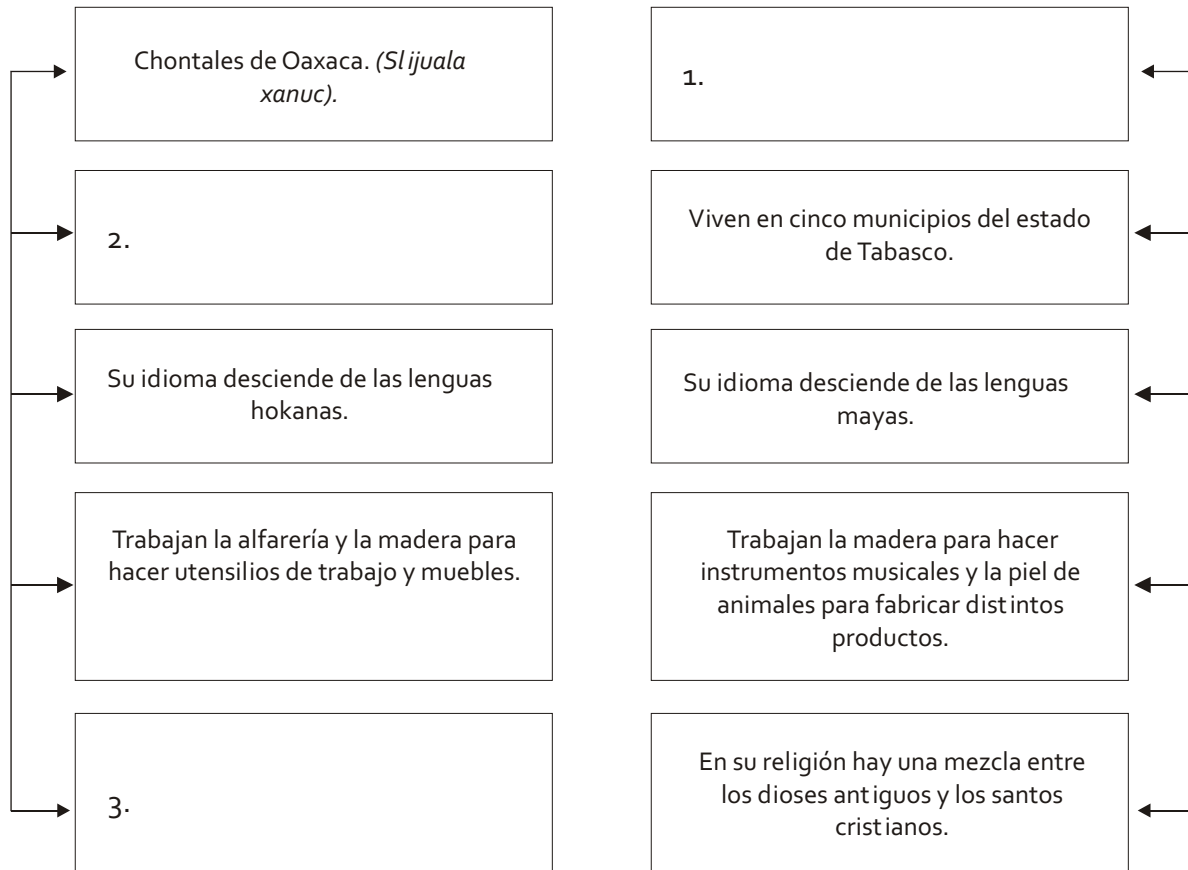 Chontales de Oaxaca. (Slijuala
xanuc).
1.
2.
Viven en cinco municipios del estado
de Tabasco.
Su idioma desciende de las lenguas
hokanas.
Su idioma desciende de las lenguas
mayas.
Trabajan la alfarería y la madera para
hacer utensilios de trabajo y muebles.
Trabajan la madera para hacer
instrumentos musicales y la piel de
animales para fabricar distintos
productos.
3.
En su religión hay una mezcla entre
los dioses antiguos y los santos
cristianos.